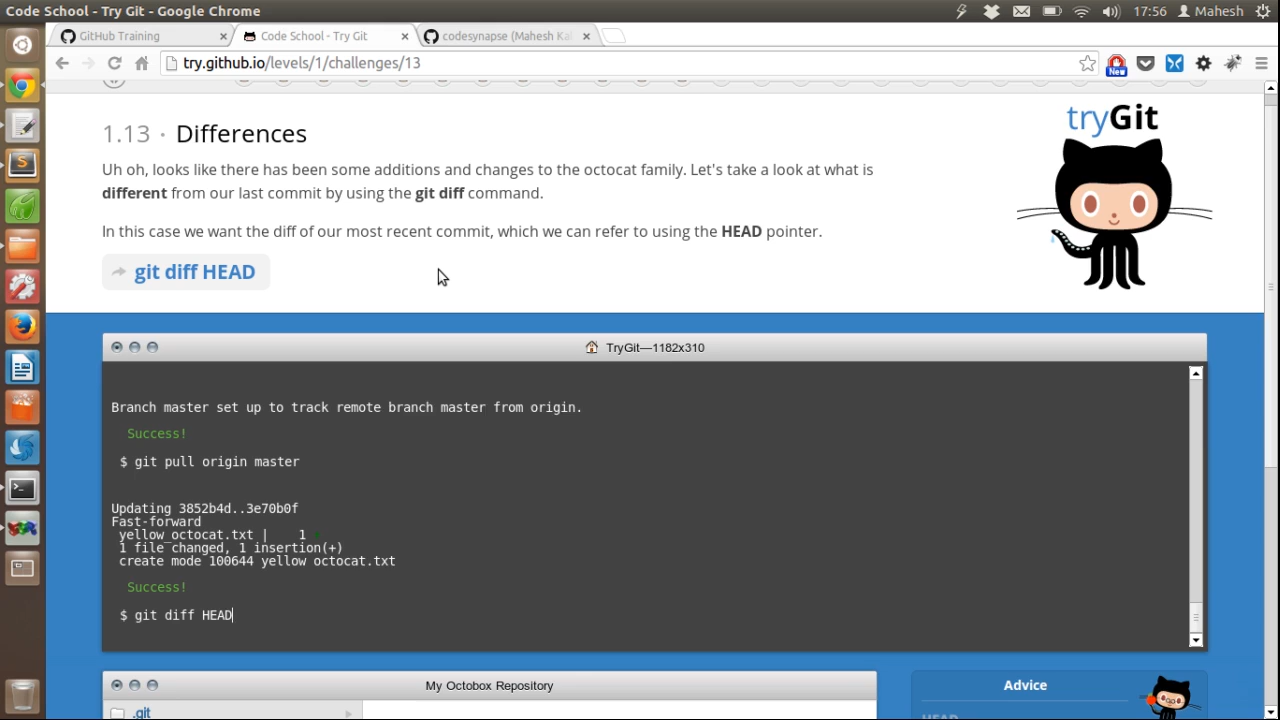 Code School - Try Git - Google Chrome
17:56
Mahesh
GitHub Training
Code School - Try Git
codesynapse (Mahesh Ka
try.github.io/levels/1/challenges/13
New
1.13 · Differences
tryGit
Uh oh, looks like there has been some additions and changes to the octocat family. Let's take a look at what is
different from our last commit by using the git diff command.
In this case we want the diff of our most recent commit, which we can refer to using the HEAD pointer.
git diff HEAD
TryGit—1182x310
Branch master set up to track remote branch master from origin.
Success!
$ git pull origin master
Updating 3852b4d..3e70b0f
Fast-forward
yellow_octocat.txt | 1 +
1 file changed, 1 insertion(+)
create mode 100644 yellow octocat.txt
Success!
$ git diff HEAD
My Octobox Repository
Advice
.git
HEAD